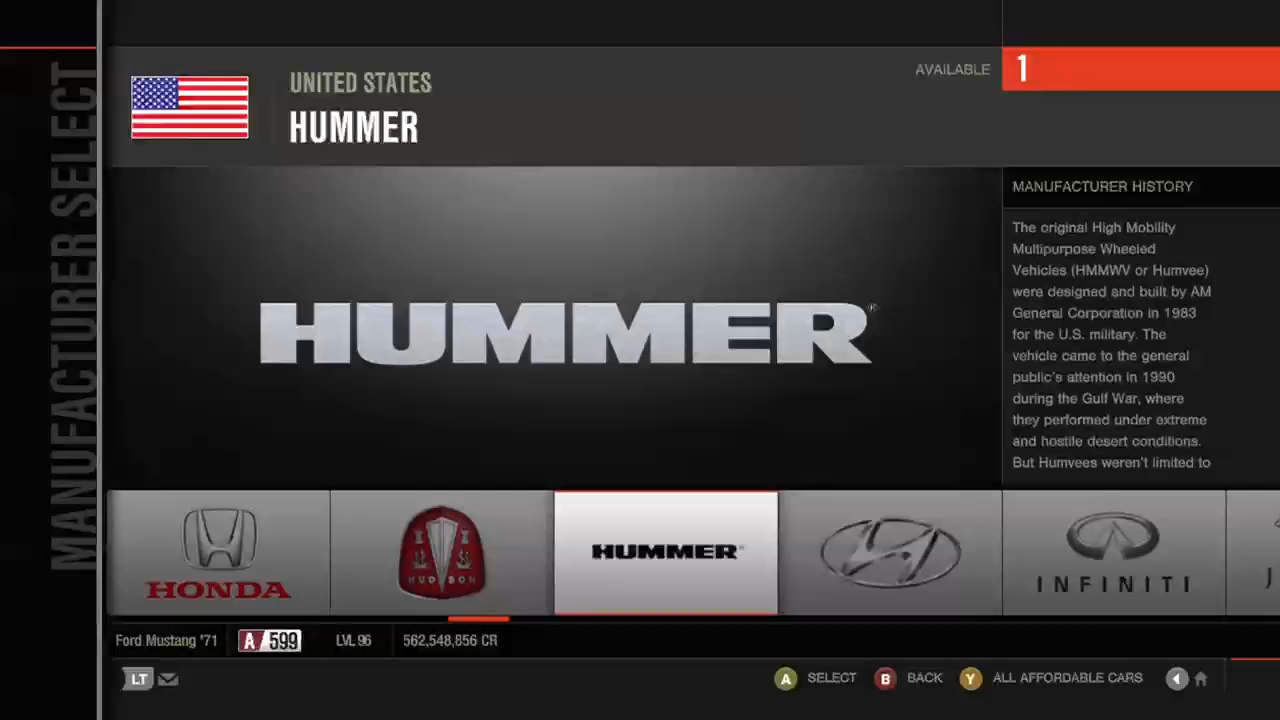 MANUFACTURER SELECT
UNITED STATES
HUMMER
AVAILABLE
1
HUMMER®
MANUFACTURER HISTORY
The original High Mobility
Multipurpose Wheeled
Vehicles (HMMWV or Humvee)
were designed and built by AM
General Corporation in 1983
for the U.S. military. The
vehicle came to the general
public's attention in 1990
during the Gulf War, where
they performed under extreme
and hostile desert conditions.
But Humvees weren't limited to
HONDA
HUDSON
HUMMER
INFINITI
J
Ford Mustang '71
A 599
LVL 96
562,548,856 CR
LT
A SELECT
B BACK
Y ALL AFFORDABLE CARS